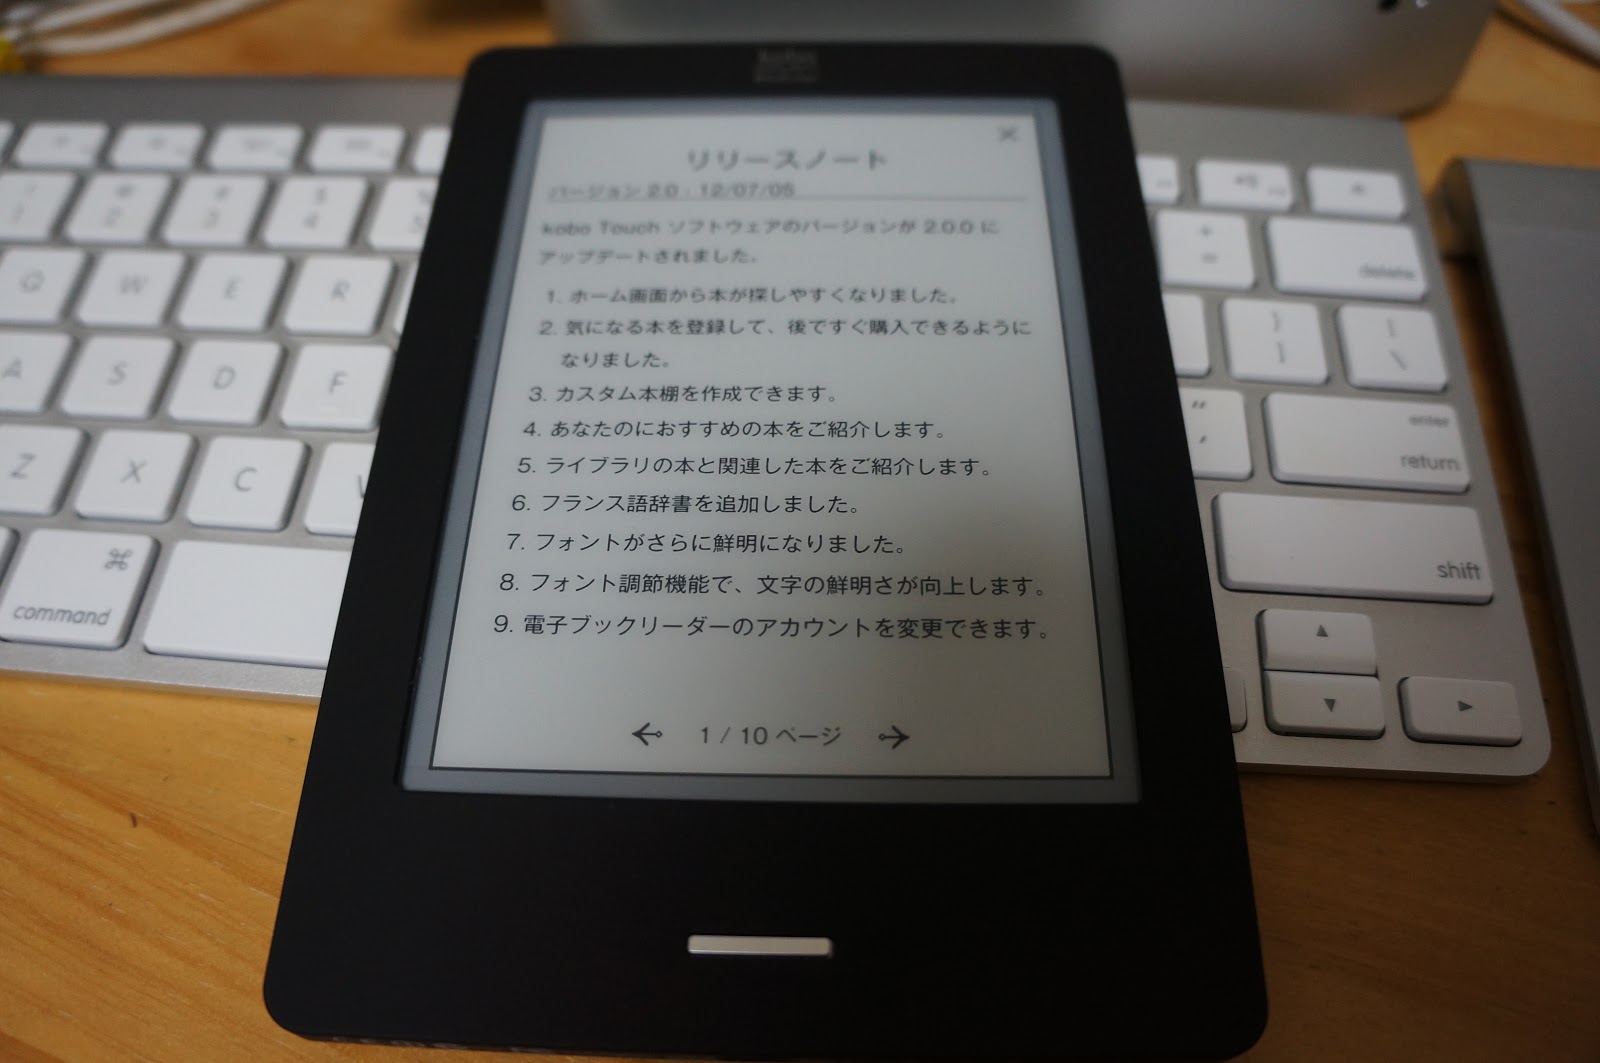 kobo
リリースノート
バージョン 2.0 : 12/07/05
kobo Touch ソフトウェアのバージョンが 2.0.0 に
アップデートされました。
1. ホーム画面から本が探しやすくなりました。
2. 気になる本を登録して、後ですぐ購入できるように
なりました。
3. カスタム本棚を作成できます。
4. あなたのにおすすめの本をご紹介します。
5. ライブラリの本と関連した本をご紹介します。
6. フランス語辞書を追加しました。
7. フォントがさらに鮮明になりました。
8. フォント調節機能で、文字の鮮明さが向上します。
9. 電子ブックリーダーのアカウントを変更できます。
1 / 10 ページ
1 2 3 4 5
Q W E R
A S D F
Z X C
⌘
command
+ =
delete
} ]
| \
" '
enter
return
shift